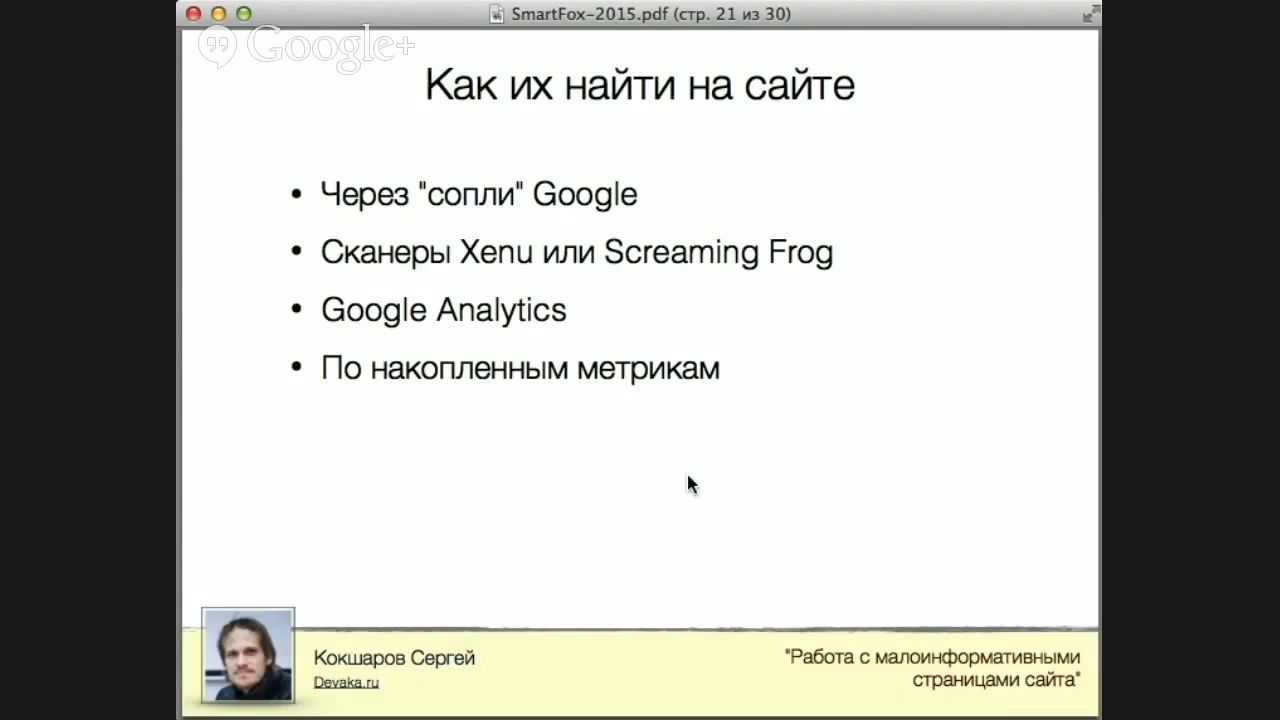 SmartFox-2015.pdf (стр. 21 из 30)
Google+
Как их найти на сайте
• Через "сопли" Google
• Сканеры Xenu или Screaming Frog
• Google Analytics
• По накопленным метрикам
Кокшаров Сергей
Devaka.ru
"Работа с малоинформативными
страницами сайта"